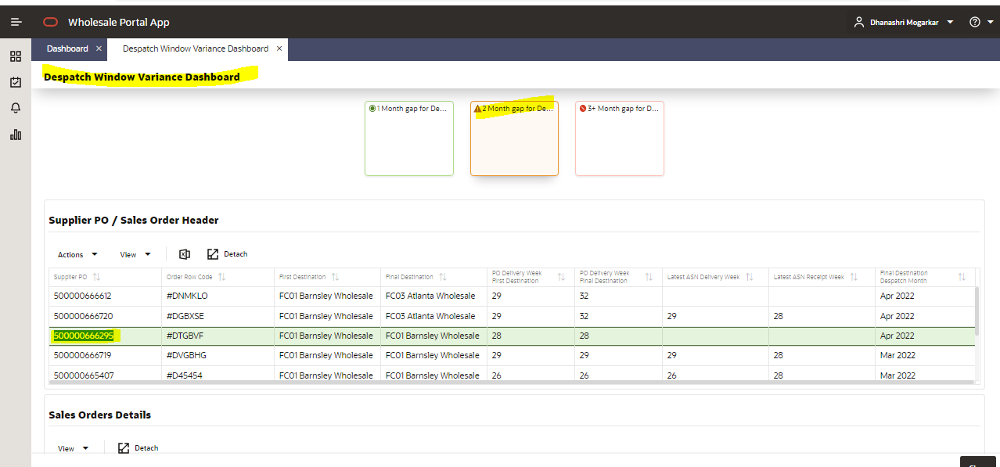 Wholesale Portal App
Dhanashri Mogarkar
Dashboard
Despatch Window Variance Dashboard
Despatch Window Variance Dashboard
1 Month gap for De...
2 Month gap for De...
3+ Month gap for D...
Supplier PO / Sales Order Header
Actions View Detach
Supplier PO Order Row Code First Destination Final Destination PO Delivery Week First Destination PO Delivery Week Final Destination Latest ASN Delivery Week Latest ASN Receipt Week Final Destination Despatch Month
500000666612 #DNMKLO FC01 Barnsley Wholesale FC03 Atlanta Wholesale 29 32 Apr 2022
500000666720 #DGBXSE FC01 Barnsley Wholesale FC03 Atlanta Wholesale 29 32 29 28 Apr 2022
500000666295 #DTGBVF FC01 Barnsley Wholesale FC01 Barnsley Wholesale 28 28 Apr 2022
500000666719 #DVGBHG FC01 Barnsley Wholesale FC01 Barnsley Wholesale 29 29 29 28 Mar 2022
500000665407 #D45454 FC01 Barnsley Wholesale FC01 Barnsley Wholesale 26 26 26 28 Mar 2022
Sales Orders Details
View Detach